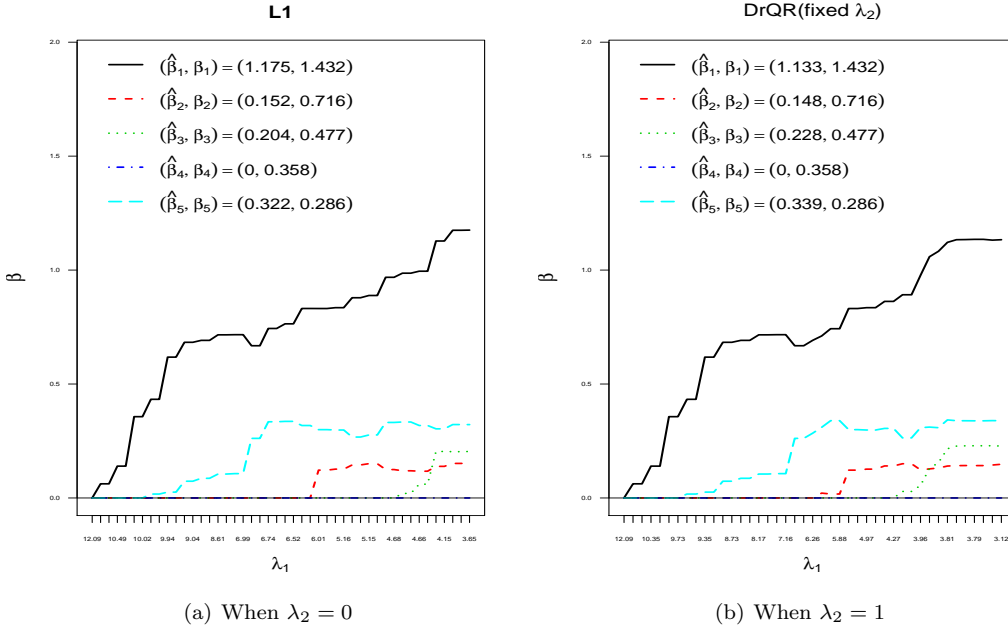 L1
2.0
1.5
1.0
0.5
0.0
β
(β̂1, β1) = (1.175, 1.432)
(β̂2, β2) = (0.152, 0.716)
(β̂3, β3) = (0.204, 0.477)
(β̂4, β4) = (0, 0.358)
(β̂5, β5) = (0.322, 0.286)
12.09 10.49 10.02 9.94 9.04 8.61 6.99 6.74 6.52 6.01 5.16 5.15 4.68 4.66 4.15 3.65
λ1
(a) When λ2 = 0
DrQR(fixed λ2)
2.0
1.5
1.0
0.5
0.0
β
(β̂1, β1) = (1.133, 1.432)
(β̂2, β2) = (0.148, 0.716)
(β̂3, β3) = (0.228, 0.477)
(β̂4, β4) = (0, 0.358)
(β̂5, β5) = (0.339, 0.286)
12.09 10.35 9.73 9.35 8.73 8.17 7.16 6.26 5.88 4.97 4.27 3.96 3.81 3.79 3.12
λ1
(b) When λ2 = 1